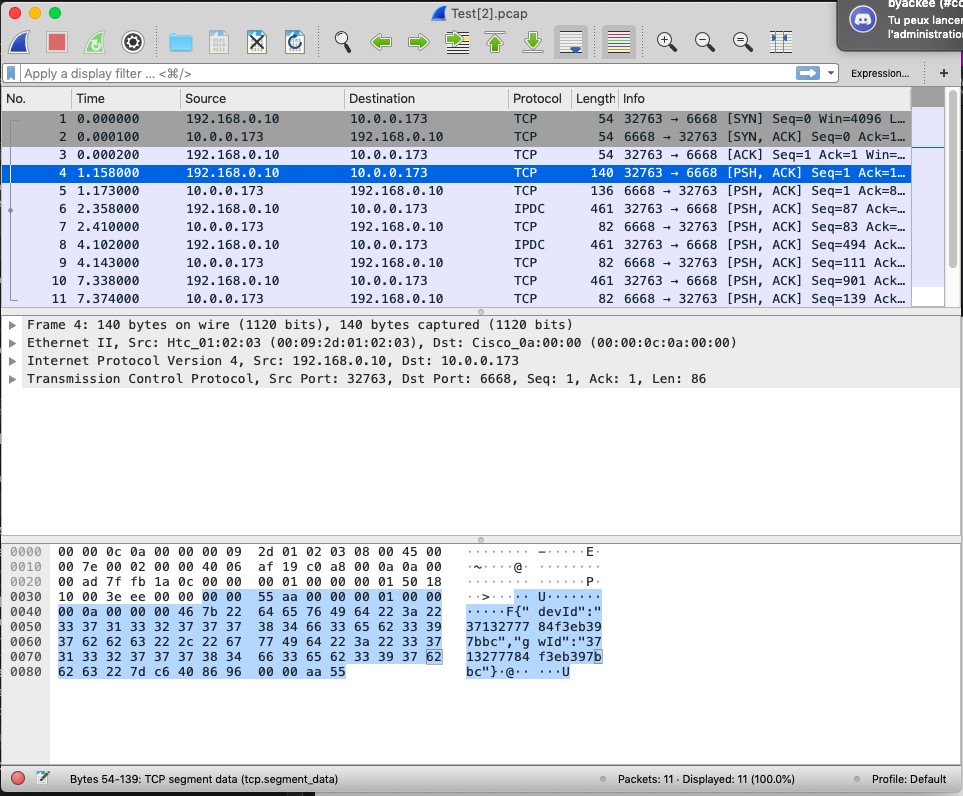 Test[2].pcap
byackee (#co
Tu peux lancer
l'administration
Apply a display filter ... <⌘/>
Expression...
+
No. Time Source Destination Protocol Length Info
1 0.000000 192.168.0.10 10.0.0.173 TCP 54 32763 → 6668 [SYN] Seq=0 Win=4096 L…
2 0.000100 10.0.0.173 192.168.0.10 TCP 54 6668 → 32763 [SYN, ACK] Seq=0 Ack=1…
3 0.000200 192.168.0.10 10.0.0.173 TCP 54 32763 → 6668 [ACK] Seq=1 Ack=1 Win=…
4 1.158000 192.168.0.10 10.0.0.173 TCP 140 32763 → 6668 [PSH, ACK] Seq=1 Ack=1…
5 1.173000 10.0.0.173 192.168.0.10 TCP 136 6668 → 32763 [PSH, ACK] Seq=1 Ack=8…
6 2.358000 192.168.0.10 10.0.0.173 IPDC 461 32763 → 6668 [PSH, ACK] Seq=87 Ack=…
7 2.410000 10.0.0.173 192.168.0.10 TCP 82 6668 → 32763 [PSH, ACK] Seq=83 Ack=…
8 4.102000 192.168.0.10 10.0.0.173 IPDC 461 32763 → 6668 [PSH, ACK] Seq=494 Ack…
9 4.143000 10.0.0.173 192.168.0.10 TCP 82 6668 → 32763 [PSH, ACK] Seq=111 Ack…
10 7.338000 192.168.0.10 10.0.0.173 TCP 461 32763 → 6668 [PSH, ACK] Seq=901 Ack…
11 7.374000 10.0.0.173 192.168.0.10 TCP 82 6668 → 32763 [PSH, ACK] Seq=139 Ack…
Frame 4: 140 bytes on wire (1120 bits), 140 bytes captured (1120 bits)
Ethernet II, Src: Htc_01:02:03 (00:09:2d:01:02:03), Dst: Cisco_0a:00:00 (00:00:0c:0a:00:00)
Internet Protocol Version 4, Src: 192.168.0.10, Dst: 10.0.0.173
Transmission Control Protocol, Src Port: 32763, Dst Port: 6668, Seq: 1, Ack: 1, Len: 86
0000 00 00 0c 0a 00 00 00 09 2d 01 02 03 08 00 45 00 ········ -·····E·
0010 00 7e 00 02 00 00 40 06 af 19 c0 a8 00 0a 0a 00 ·~····@· ········
0020 00 ad 7f fb 1a 0c 00 00 00 01 00 00 00 01 50 18 ········ ······P·
0030 10 00 3e ee 00 00 00 00 55 aa 00 00 00 01 00 00 ··>····· U·······
0040 00 0a 00 00 00 46 7b 22 64 65 76 49 64 22 3a 22 ·····F{" devId":"
0050 33 37 31 33 32 37 37 37 38 34 66 33 65 62 33 39 37132777 84f3eb39
0060 37 62 62 63 22 2c 22 67 77 49 64 22 3a 22 33 37 7bbc","g wId":"37
0070 31 33 32 37 37 37 38 34 66 33 65 62 33 39 37 62 13277784 f3eb397b
0080 62 63 22 7d c6 40 86 96 00 00 aa 55 bc"}·@·· ···U
Bytes 54-139: TCP segment data (tcp.segment_data)
Packets: 11 · Displayed: 11 (100.0%)
Profile: Default